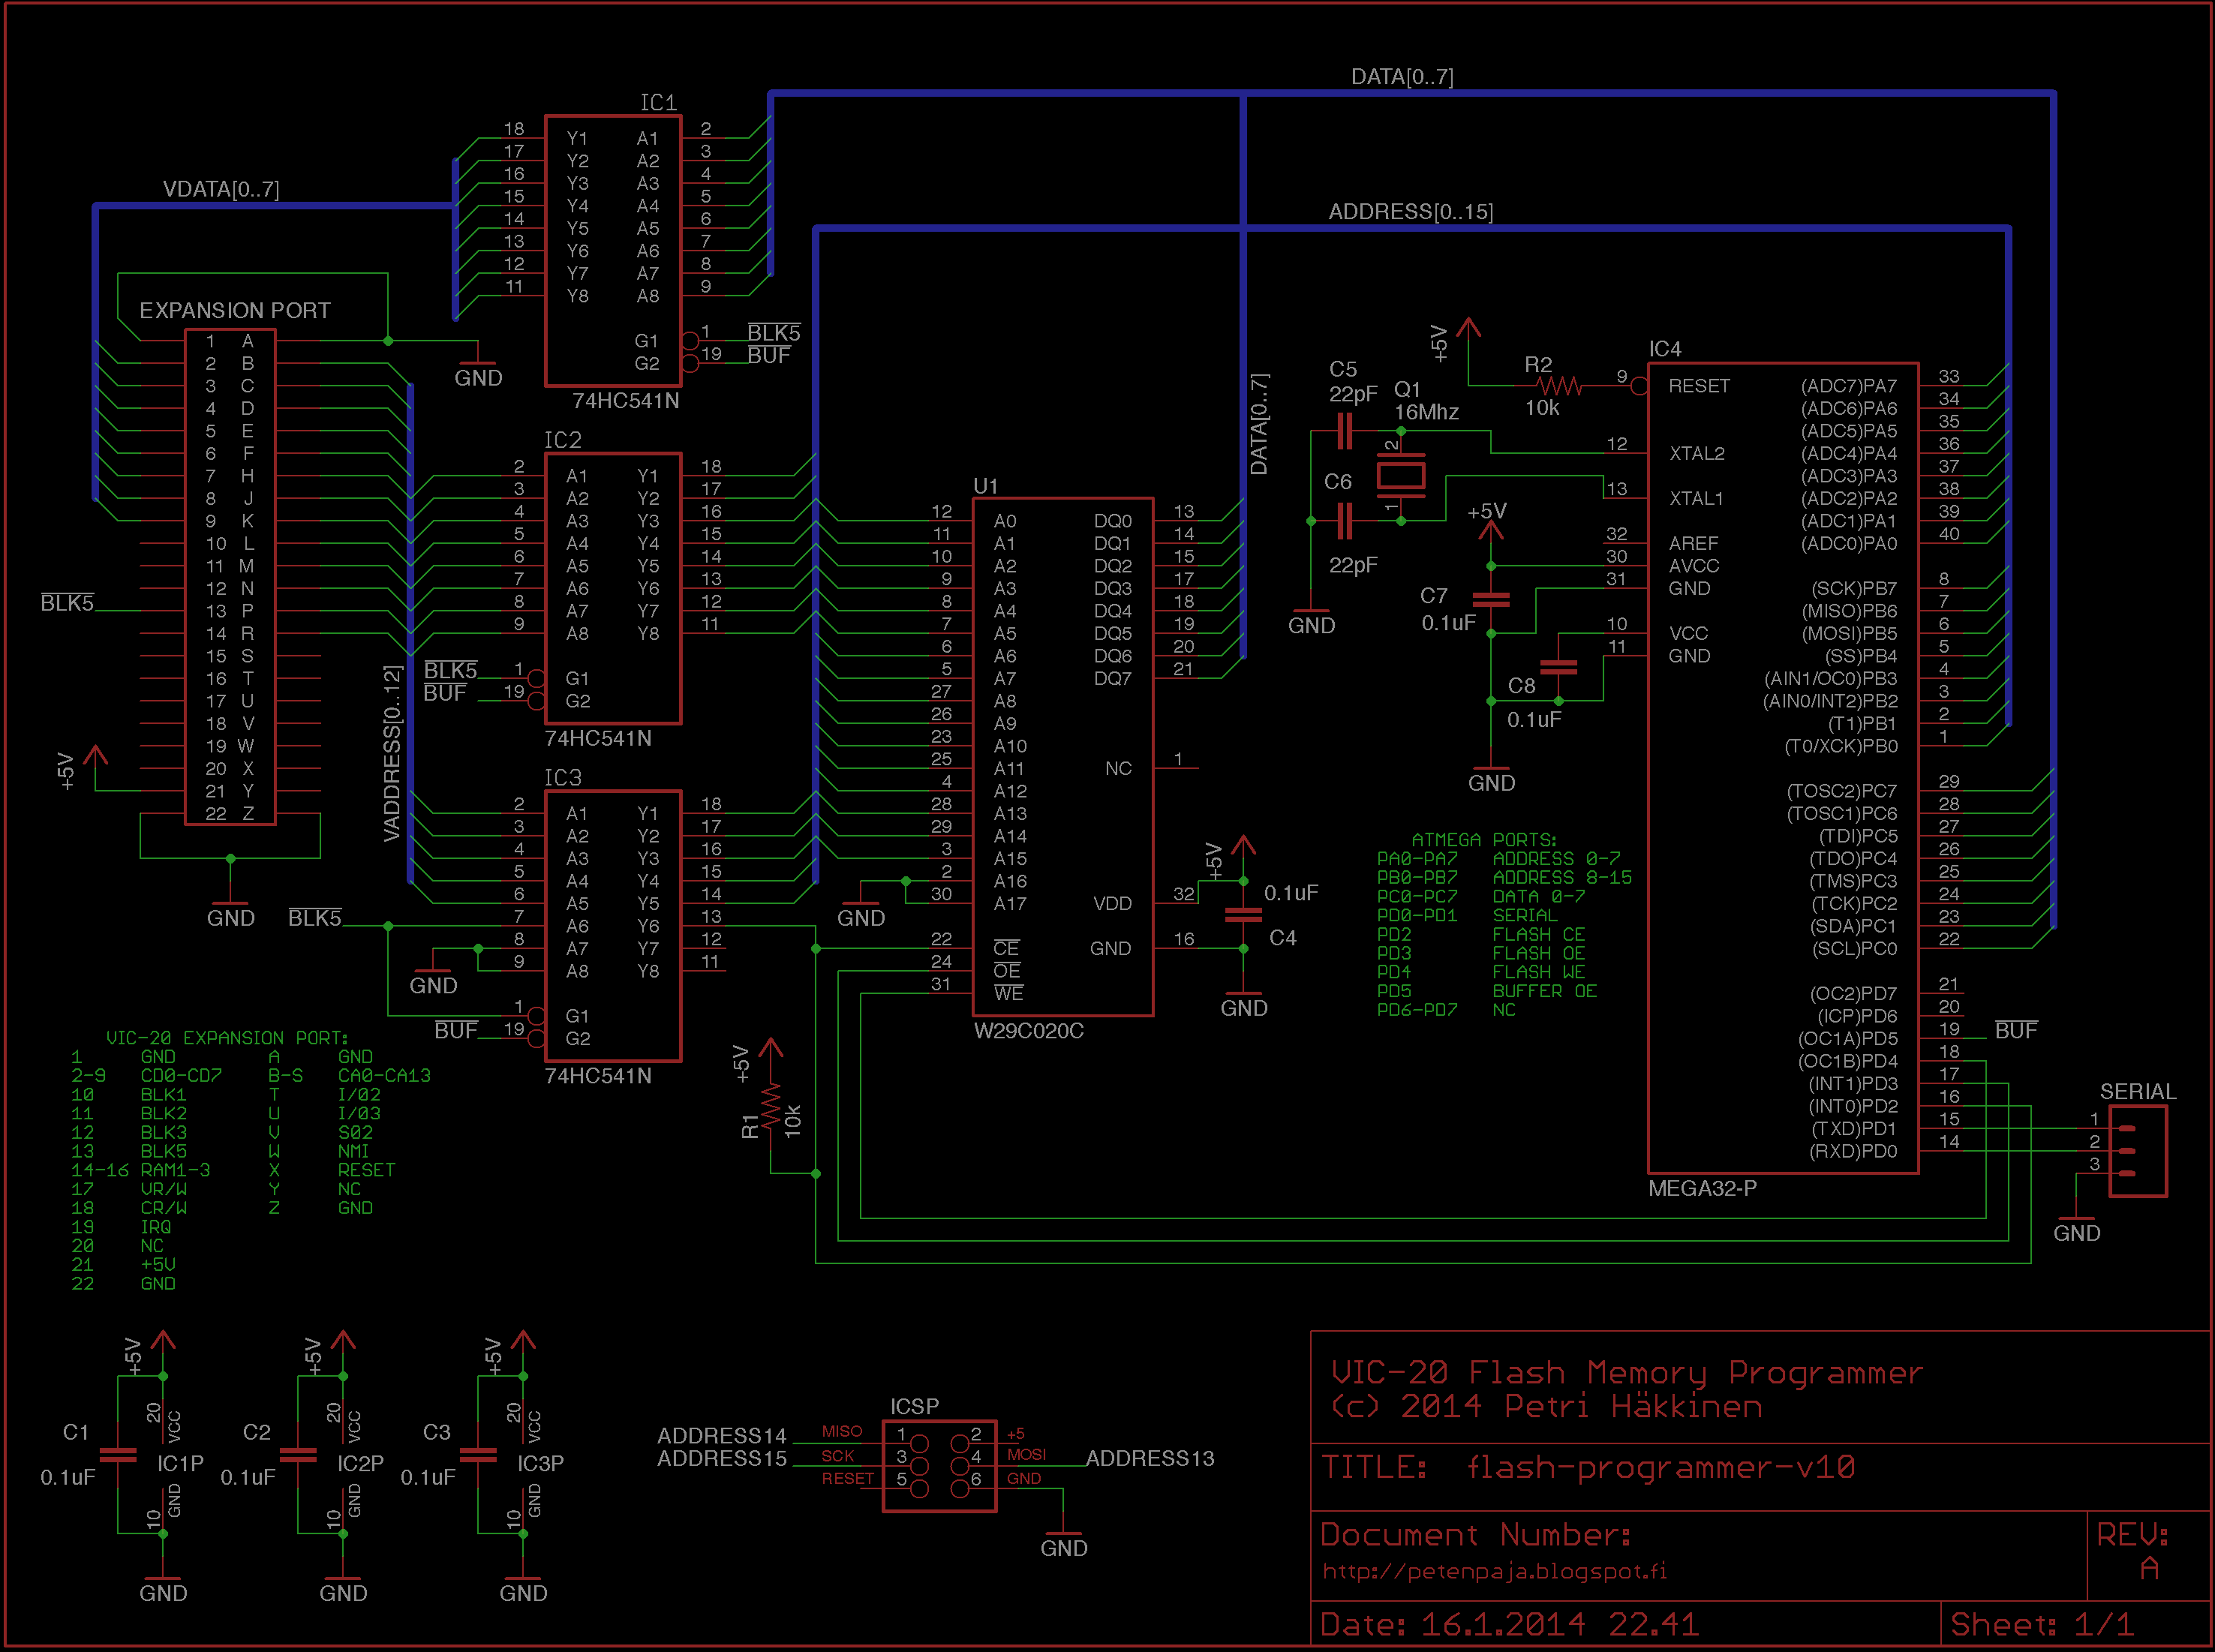 DATA[0..7]
VDATA[0..7]
ADDRESS[0..15]
IC1
18 Y1 A1 2
17 Y2 A2 3
16 Y3 A3 4
15 Y4 A4 5
14 Y5 A5 6
13 Y6 A6 7
12 Y7 A7 8
11 Y8 A8 9
G1 1 BLK5
G2 19 BUF
74HC541N
EXPANSION PORT
1 A
2 B
3 C
4 D
5 E
6 F
7 H
8 J
9 K
10 L
11 M
12 N
13 P
14 R
15 S
16 T
17 U
18 V
19 W
20 X
21 Y
22 Z
GND
BLK5
+5V
GND
VADDRESS[0..12]
IC2
2 A1 Y1 18
3 A2 Y2 17
4 A3 Y3 16
5 A4 Y4 15
6 A5 Y5 14
7 A6 Y6 13
8 A7 Y7 12
9 A8 Y8 11
BLK5 1 G1
BUF 19 G2
74HC541N
IC3
2 A1 Y1 18
3 A2 Y2 17
4 A3 Y3 16
5 A4 Y4 15
6 A5 Y5 14
7 A6 Y6 13
8 A7 Y7 12
9 A8 Y8 11
BLK5
GND
1 G1
BUF 19 G2
74HC541N
U1
12 A0 DQ0 13
11 A1 DQ1 14
10 A2 DQ2 15
9 A3 DQ3 17
8 A4 DQ4 18
7 A5 DQ5 19
6 A6 DQ6 20
5 A7 DQ7 21
27 A8
26 A9
23 A10
25 A11 NC 1
4 A12
28 A13
29 A14
3 A15
2 A16
30 A17 VDD 32
22 CE GND 16
24 OE
31 WE
W29C020C
GND
DATA[0..7]
+5V
0.1uF
C4
GND
+5V
R1
10k
+5V
R2
10k
C5
22pF
Q1
16Mhz
2
1
C6
22pF
GND
+5V
C7
0.1uF
C8
0.1uF
GND
IC4
9 RESET (ADC7)PA7 33
(ADC6)PA6 34
(ADC5)PA5 35
12 XTAL2 (ADC4)PA4 36
(ADC3)PA3 37
13 XTAL1 (ADC2)PA2 38
(ADC1)PA1 39
32 AREF (ADC0)PA0 40
30 AVCC
31 GND (SCK)PB7 8
(MISO)PB6 7
10 VCC (MOSI)PB5 6
11 GND (SS)PB4 5
(AIN1/OC0)PB3 4
(AIN0/INT2)PB2 3
(T1)PB1 2
(T0/XCK)PB0 1
(TOSC2)PC7 29
(TOSC1)PC6 28
(TDI)PC5 27
(TDO)PC4 26
(TMS)PC3 25
(TCK)PC2 24
(SDA)PC1 23
(SCL)PC0 22
(OC2)PD7 21
(ICP)PD6 20
(OC1A)PD5 19 BUF
(OC1B)PD4 18
(INT1)PD3 17
(INT0)PD2 16
(TXD)PD1 15
(RXD)PD0 14
MEGA32-P
SERIAL
1
2
3
GND
ATMEGA PORTS:
PA0-PA7 ADDRESS 0-7
PB0-PB7 ADDRESS 8-15
PC0-PC7 DATA 0-7
PD0-PD1 SERIAL
PD2 FLASH CE
PD3 FLASH OE
PD4 FLASH WE
PD5 BUFFER OE
PD6-PD7 NC
VIC-20 EXPANSION PORT:
1 GND A GND
2-9 CD0-CD7 B-S CA0-CA13
10 BLK1 T I/O2
11 BLK2 U I/O3
12 BLK3 V S02
13 BLK5 W NMI
14-16 RAM1-3 X RESET
17 VR/W Y NC
18 CR/W Z GND
19 IRQ
20 NC
21 +5V
22 GND
+5V
C1
0.1uF
20 VCC
IC1P
10 GND
GND
+5V
C2
0.1uF
20 VCC
IC2P
10 GND
GND
+5V
C3
0.1uF
20 VCC
IC3P
10 GND
GND
ICSP
ADDRESS14 MISO 1 2 +5
ADDRESS15 SCK 3 4 MOSI ADDRESS13
RESET 5 6 GND
GND
VIC-20 Flash Memory Programmer
(c) 2014 Petri Häkkinen
TITLE: flash-programmer-v10
Document Number:
http://petenpaja.blogspot.fi
REV:
A
Date: 16.1.2014 22.41
Sheet: 1/1